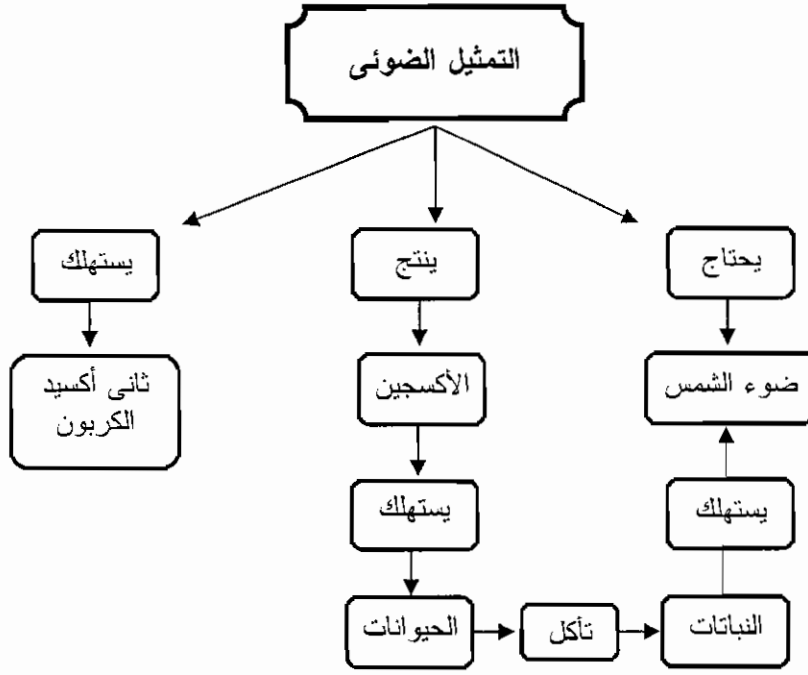 التمثيل الضوئى
يحتاج
ينتج
يستهلك
ضوء الشمس
الأكسجين
ثانى أكسيد
الكربون
يستهلك
يستهلك
النباتات
تأكل
الحيوانات